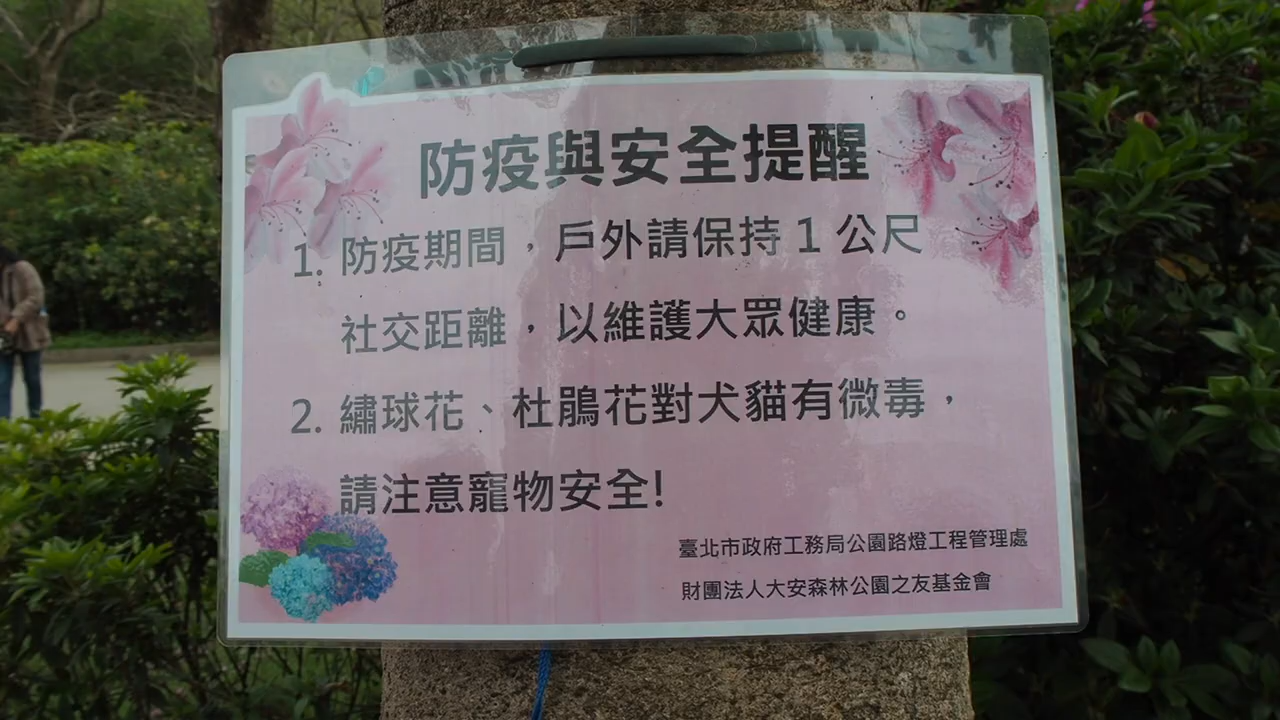 防疫與安全提醒
1. 防疫期間，戶外請保持 1 公尺
社交距離，以維護大眾健康。
2. 繡球花、杜鵑花對犬貓有微毒，
請注意寵物安全!
臺北市政府工務局公園路燈工程管理處
財團法人大安森林公園之友基金會